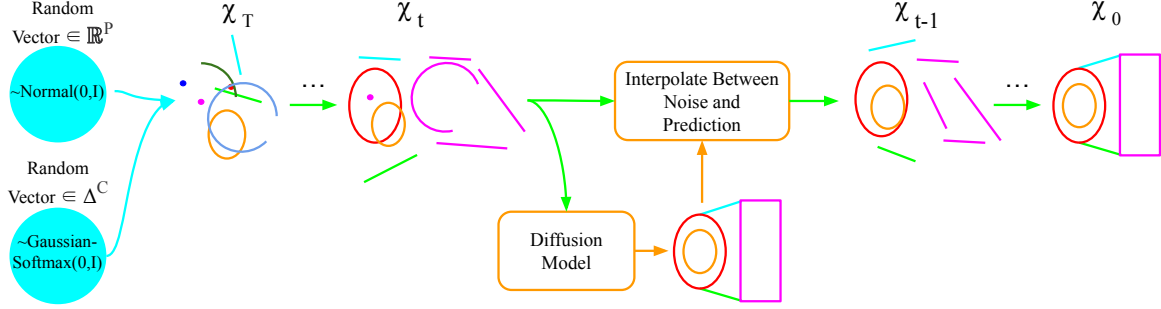 Random
Vector ∈ ℝ^P
~Normal(0,I)
Random
Vector ∈ Δ^C
~Gaussian-
Softmax(0,I)
χ_T
...
χ_t
Diffusion
Model
Interpolate Between
Noise and
Prediction
χ_t-1
...
χ_0